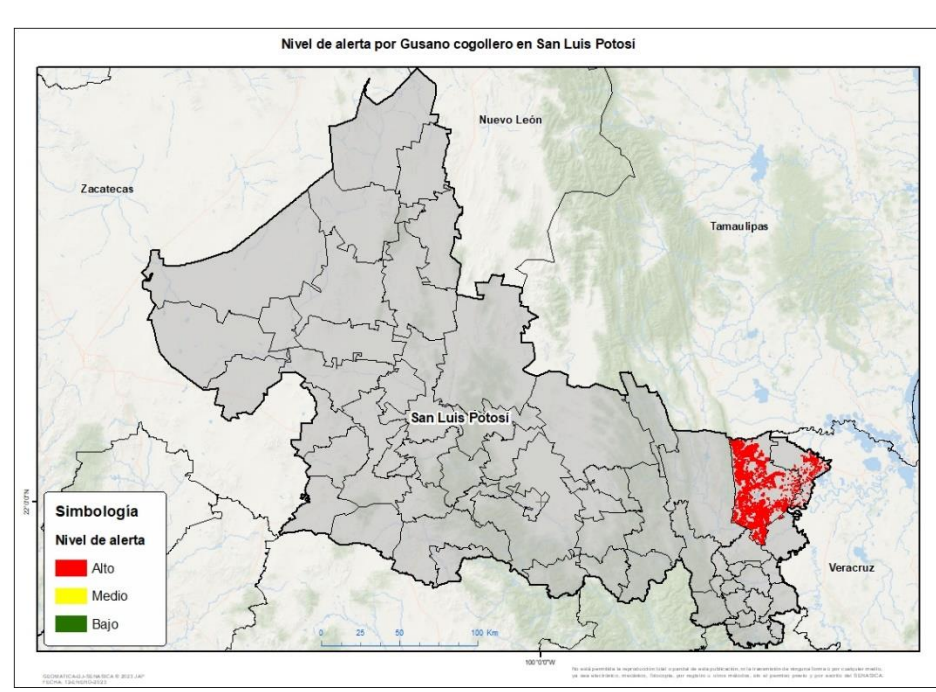 Nivel de alerta por Gusano cogollero en San Luis Potosí
Nuevo León
Zacatecas
Tamaulipas
San Luis Potosí
22°0'0"N
Simbología
Nivel de alerta
Alto
Medio
Bajo
Veracruz
0 25 50 100 Km
100°0'0"W